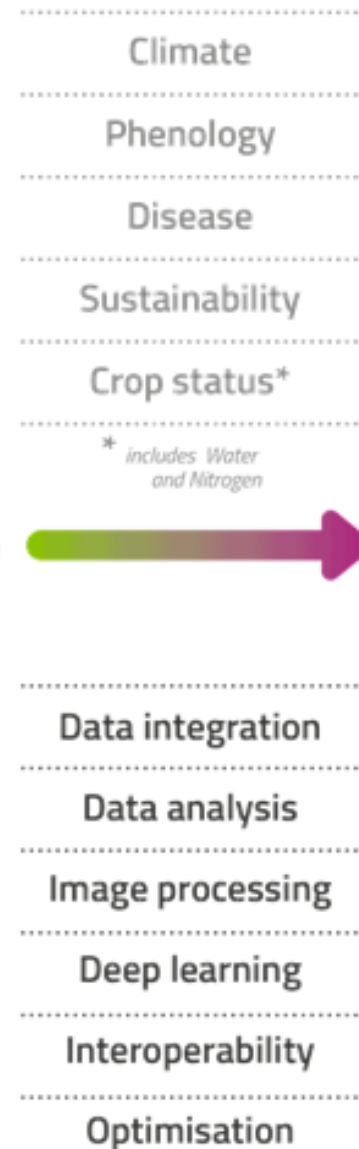 Climate
Phenology
Disease
Sustainability
Crop status*
* includes Water
and Nitrogen
Data integration
Data analysis
Image processing
Deep learning
Interoperability
Optimisation